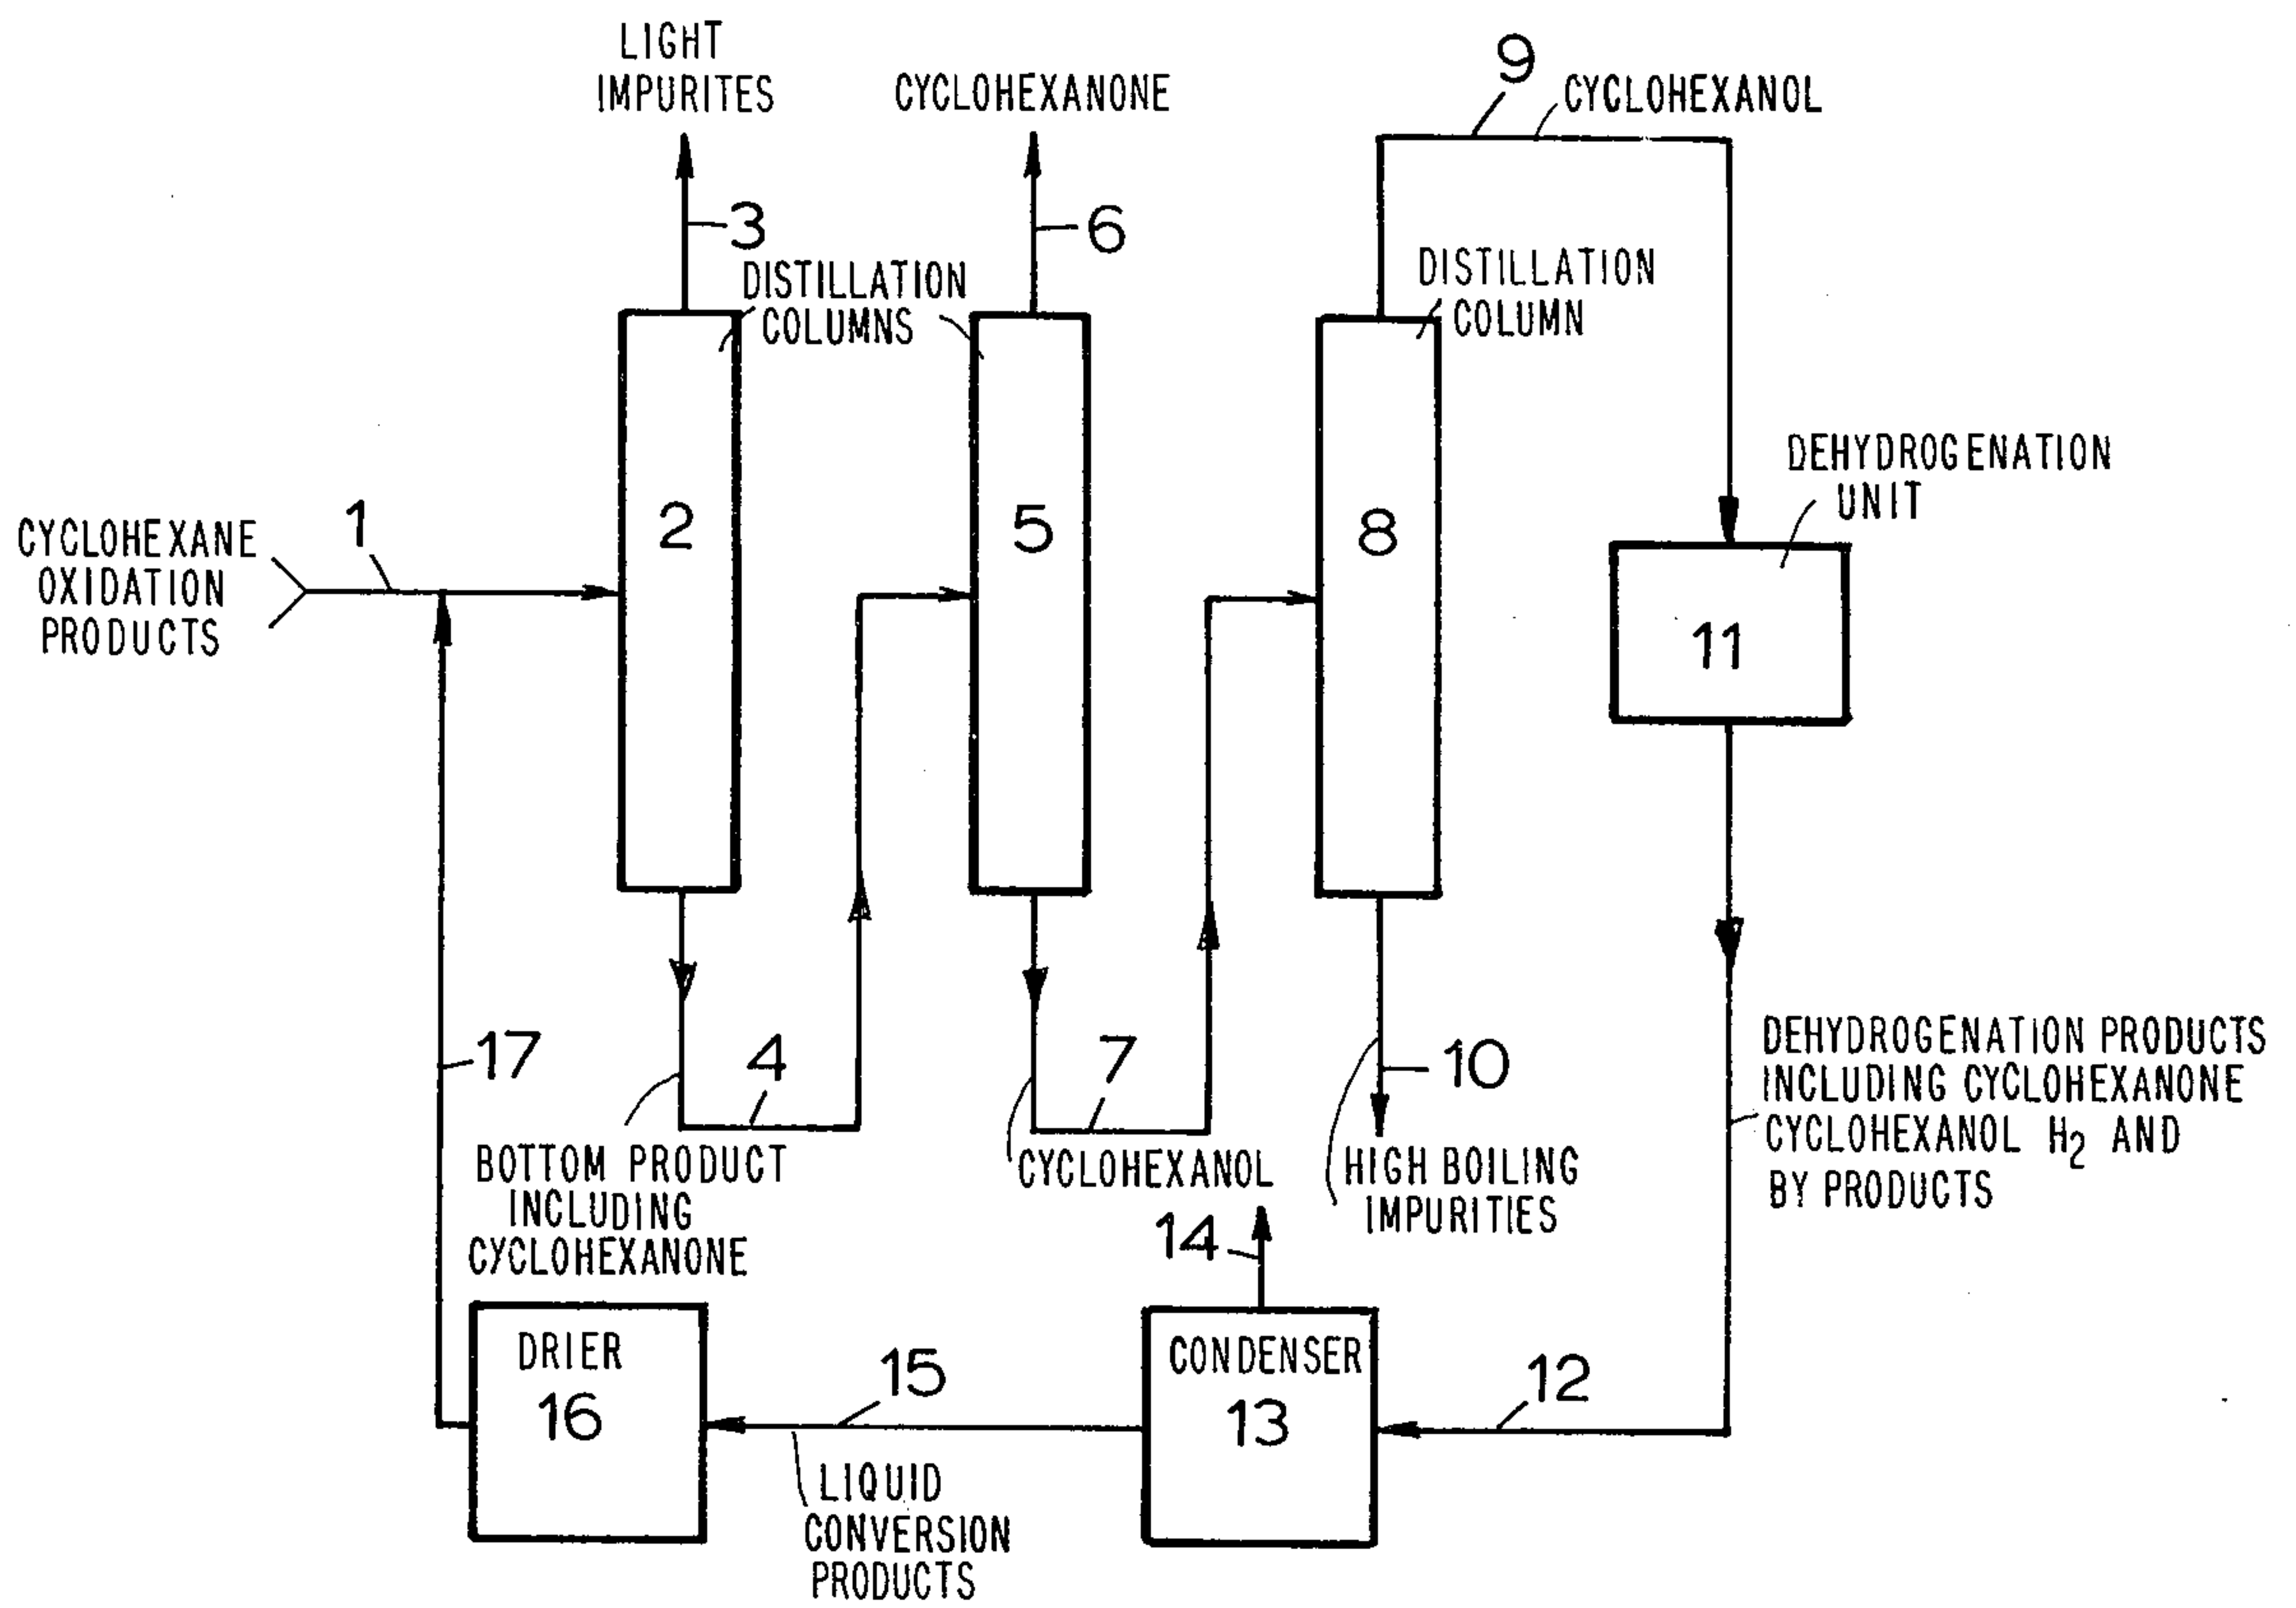 LIGHT
IMPURITES
CYCLOHEXANONE
9
CYCLOHEXANOL
3
6
DISTILLATION
COLUMNS
DISTILLATION
COLUMN
DEHYDROGENATION
UNIT
CYCLOHEXANE
OXIDATION
PRODUCTS
1
2
5
8
11
17
4
7
10
BOTTOM PRODUCT
INCLUDING
CYCLOHEXANONE
CYCLOHEXANOL
HIGH BOILING
IMPURITIES
DEHYDROGENATION PRODUCTS
INCLUDING CYCLOHEXANONE
CYCLOHEXANOL H2 AND
BY PRODUCTS
14
DRIER
16
15
CONDENSER
13
12
LIQUID
CONVERSION
PRODUCTS